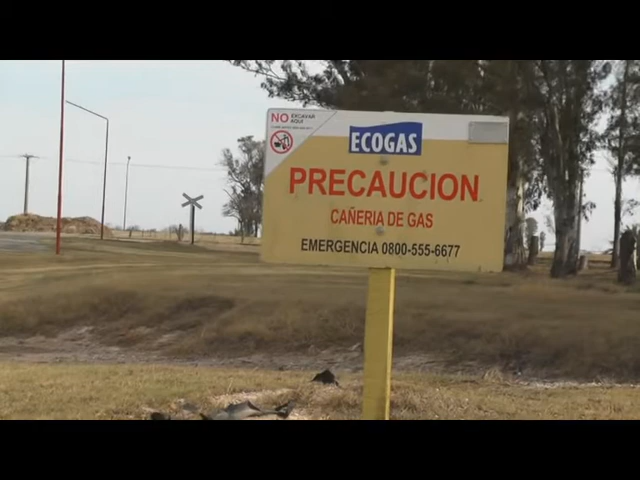 NO EXCAVAR
AQUI
ECOGAS
PRECAUCION
CAÑERIA DE GAS
EMERGENCIA 0800-555-6677